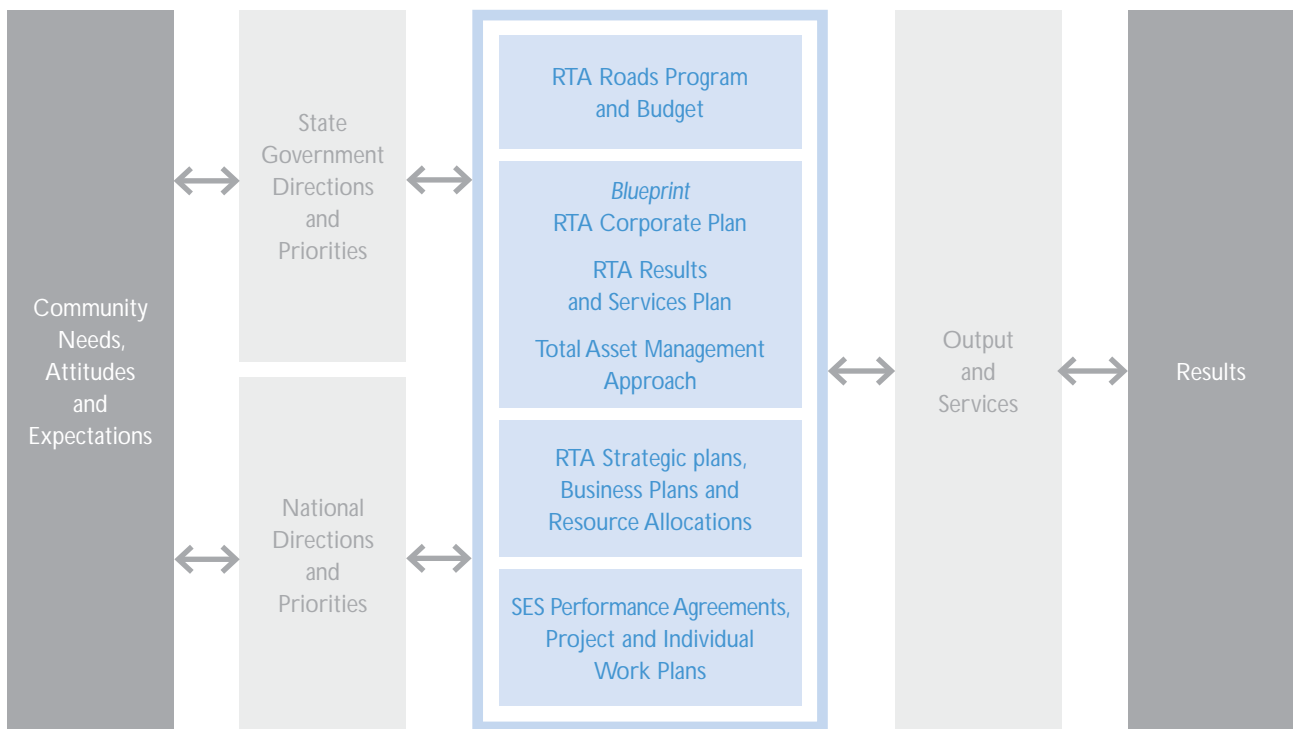 Community
Needs,
Attitudes
and
Expectations
State
Government
Directions
and
Priorities
National
Directions
and
Priorities
RTA Roads Program
and Budget
Blueprint
RTA Corporate Plan
RTA Results
and Services Plan
Total Asset Management
Approach
RTA Strategic plans,
Business Plans and
Resource Allocations
SES Performance Agreements,
Project and Individual
Work Plans
Output
and
Services
Results